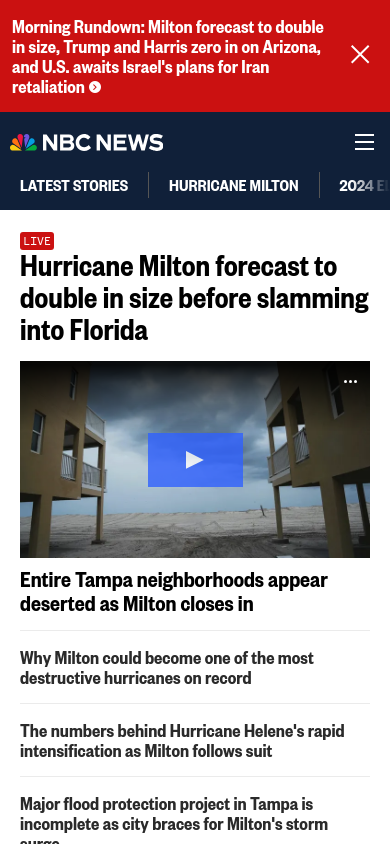 Morning Rundown: Milton forecast to double
in size, Trump and Harris zero in on Arizona,
and U.S. awaits Israel's plans for Iran
retaliation
NBC NEWS
LATEST STORIES HURRICANE MILTON 2024 E
LIVE
Hurricane Milton forecast to
double in size before slamming
into Florida
Entire Tampa neighborhoods appear
deserted as Milton closes in
Why Milton could become one of the most
destructive hurricanes on record
The numbers behind Hurricane Helene's rapid
intensification as Milton follows suit
Major flood protection project in Tampa is
incomplete as city braces for Milton's storm
surge